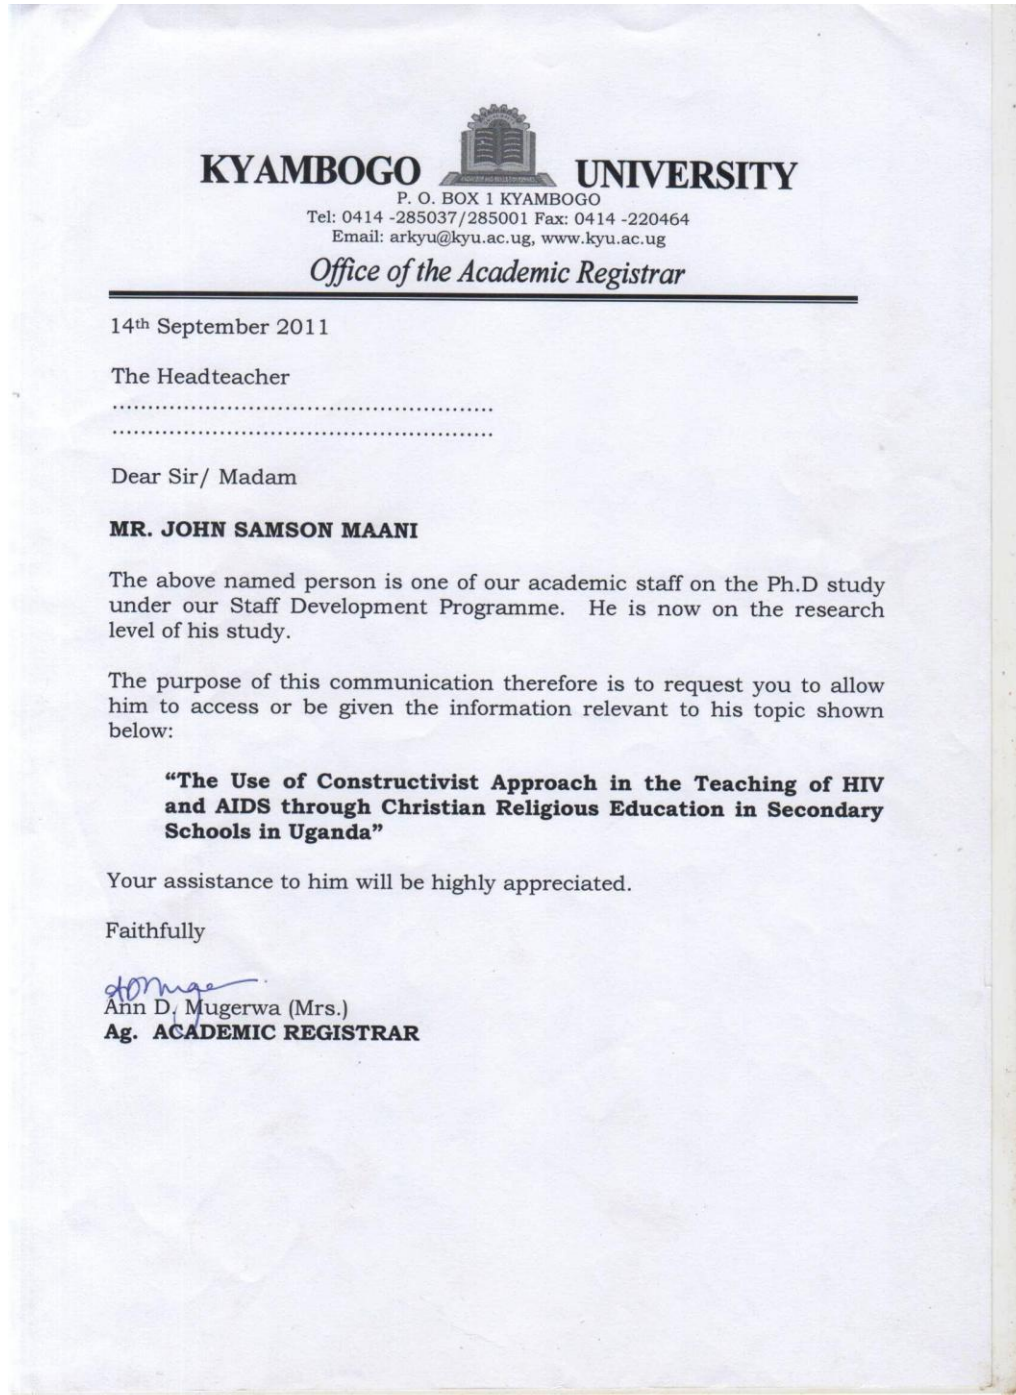 KYAMBOGO UNIVERSITY
P. O. BOX 1 KYAMBOGO
Tel: 0414 -285037/285001 Fax: 0414 -220464
Email: arkyu@kyu.ac.ug, www.kyu.ac.ug
Office of the Academic Registrar
14th September 2011
The Headteacher
......................................................
......................................................
Dear Sir/ Madam
MR. JOHN SAMSON MAANI
The above named person is one of our academic staff on the Ph.D study
under our Staff Development Programme. He is now on the research
level of his study.
The purpose of this communication therefore is to request you to allow
him to access or be given the information relevant to his topic shown
below:
“The Use of Constructivist Approach in the Teaching of HIV
and AIDS through Christian Religious Education in Secondary
Schools in Uganda”
Your assistance to him will be highly appreciated.
Faithfully
Ann D. Mugerwa (Mrs.)
Ag. ACADEMIC REGISTRAR